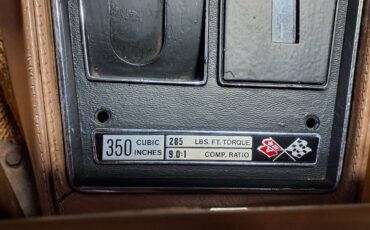 350 CUBIC INCHES
285 LBS. FT. TORQUE
9.0:1 COMP. RATIO